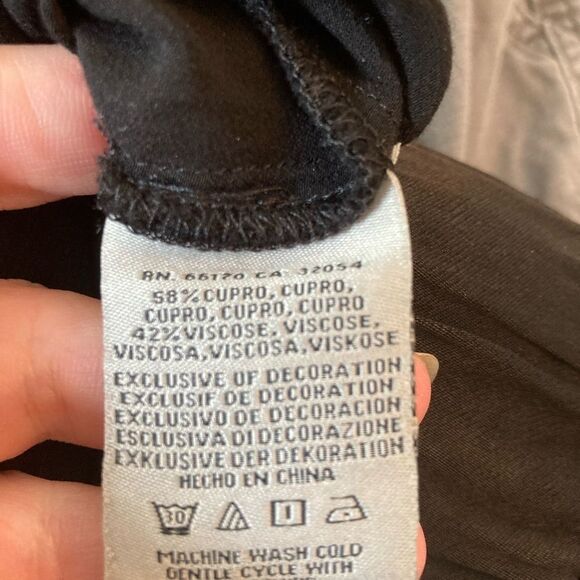 RN. 66170 CA 32054
58%CUPRO, CUPRO,
CUPRO, CUPRO, CUPRO
42%VISCOSE, VISCOSE,
VISCOSA,VISCOSA,VISKOSE
EXCLUSIVE OF DECORATION
EXCLUSIF DE DECORATION
EXCLUSIVO DE DECORACION
ESCLUSIVA DI DECORAZIONE
EXKLUSIVE DER DEKORATION
HECHO EN CHINA
30
MACHINE WASH COLD
GENTLE CYCLE WITH